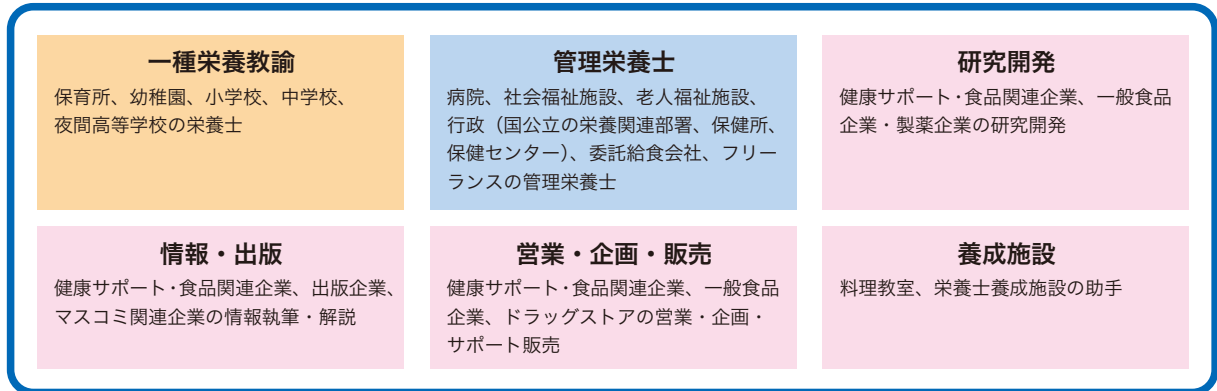 一種栄養教諭
保育所、幼稚園、小学校、中学校、
夜間高等学校の栄養士
管理栄養士
病院、社会福祉施設、老人福祉施設、
行政（国公立の栄養関連部署、保健所、
保健センター）、委託給食会社、フリー
ランスの管理栄養士
研究開発
健康サポート・食品関連企業、一般食品
企業・製薬企業の研究開発
情報・出版
健康サポート・食品関連企業、出版企業、
マスコミ関連企業の情報執筆・解説
営業・企画・販売
健康サポート・食品関連企業、一般食品
企業、ドラッグストアの営業・企画・
サポート販売
養成施設
料理教室、栄養士養成施設の助手